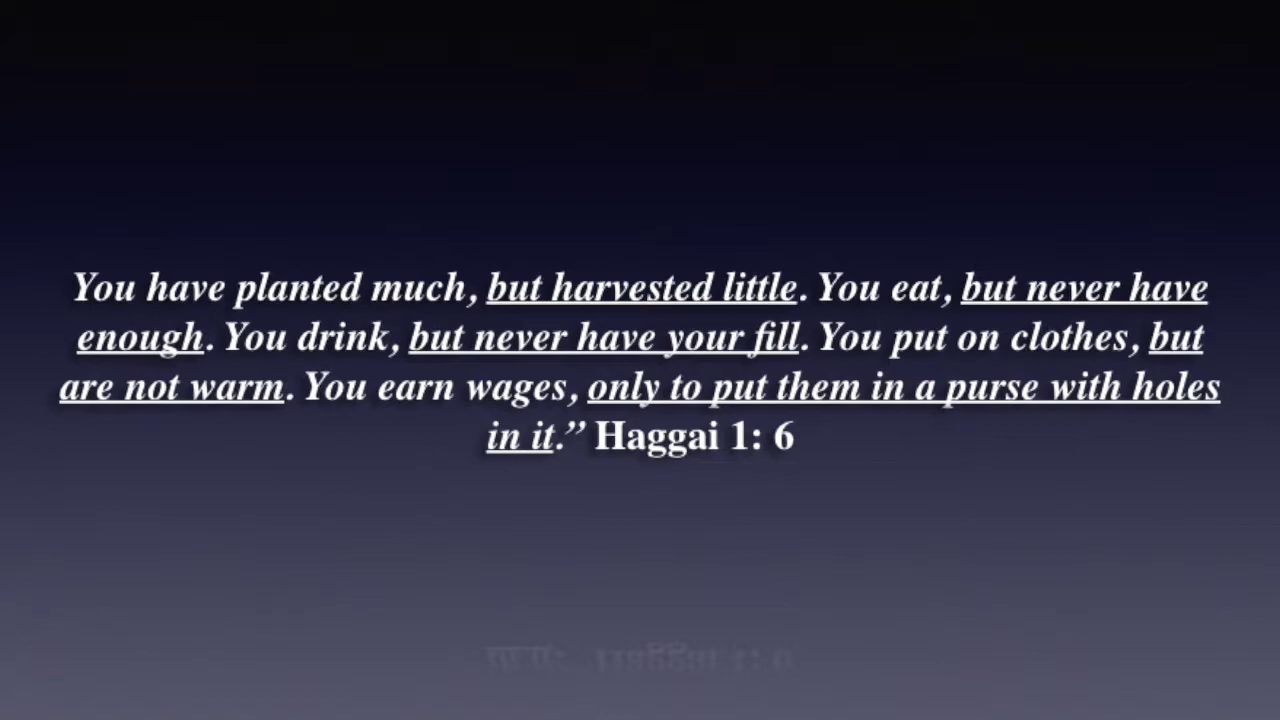 You have planted much, but harvested little. You eat, but never have
enough. You drink, but never have your fill. You put on clothes, but
are not warm. You earn wages, only to put them in a purse with holes
in it.” Haggai 1: 6